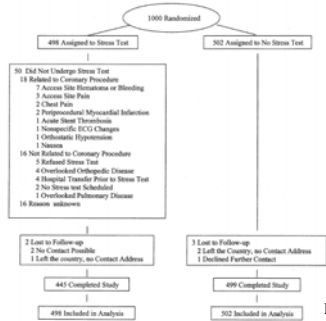 1000 Randomized
498 Assigned to Stress Test
502 Assigned to No Stress Test
50 Did Not Undergo Stress Test
18 Related to Coronary Procedure
7 Access Site Hematoma or Bleeding
3 Access Site Pain
2 Chest Pain
2 Periprocedural Myocardial Infarction
1 Acute Stent Thrombosis
1 Nonspecific ECG Changes
1 Orthostatic Hypotension
1 Nausea
16 Not Related to Coronary Procedure
5 Refused Stress Test
4 Overlooked Orthopedic Disease
4 Hospital Transfer Prior to Stress Test
2 No Stress test Scheduled
1 Overlooked Pulmonary Disease
16 Reason unknown
2 Lost to Follow-up
2 No Contact Possible
1 Left the country, no Contact Address
3 Lost to Follow-up
2 Left the Country, no Contact Address
1 Declined Further Contact
445 Completed Study
499 Completed Study
498 Included in Analysis
502 Included in Analysis